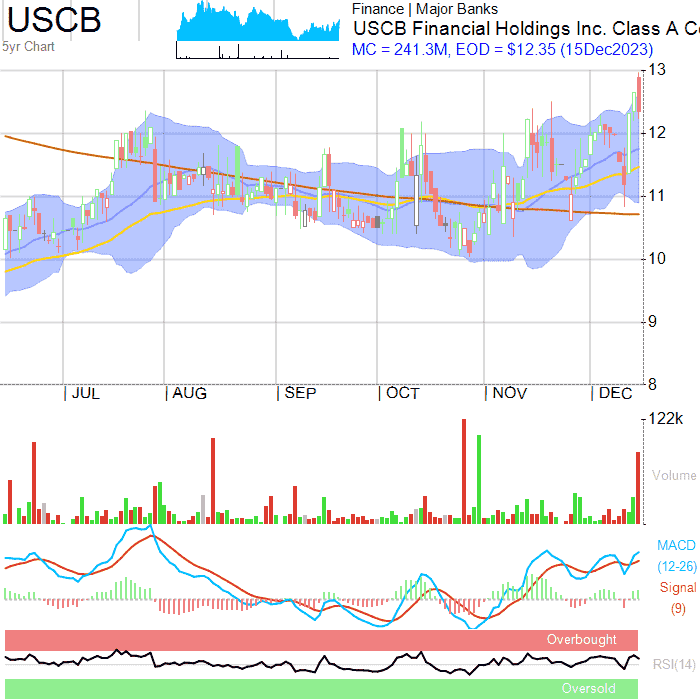 USCB
5yr Chart
Finance | Major Banks
USCB Financial Holdings Inc. Class A Co
MC = 241.3M, EOD = $12.35 (15Dec2023)
13
12
11
10
9
8
JUL AUG SEP OCT NOV DEC
122k
Volume
MACD
(12-26)
Signal
(9)
Overbought
RSI(14)
Oversold